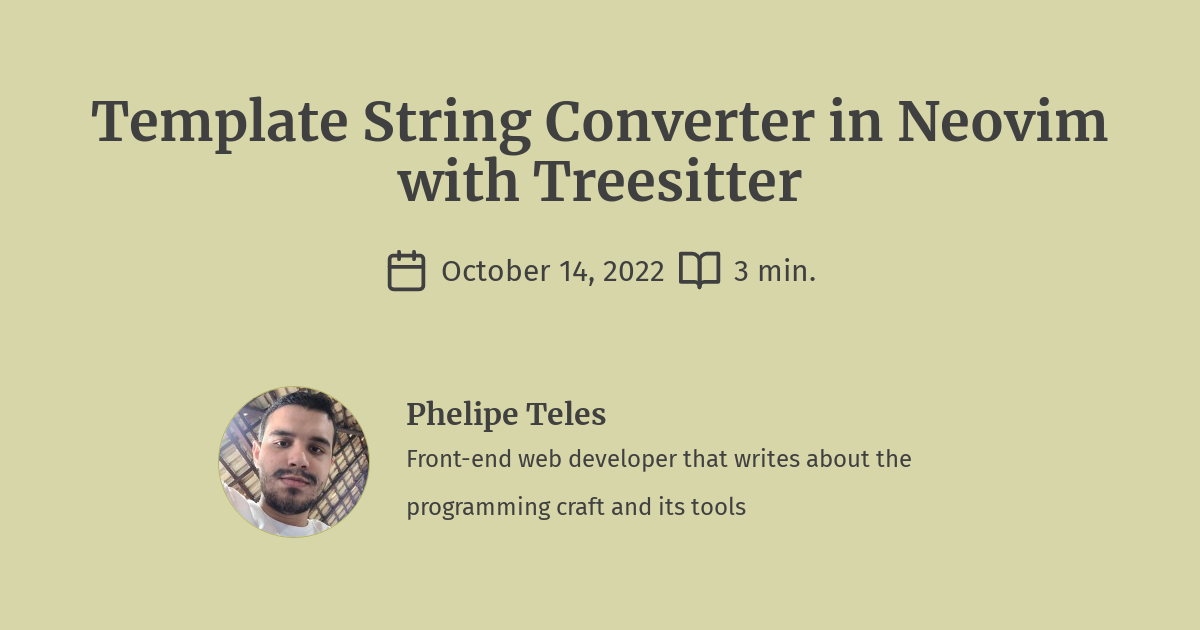 Template String Converter in Neovim
with Treesitter
October 14, 2022 3 min.
Phelipe Teles
Front-end web developer that writes about the
programming craft and its tools